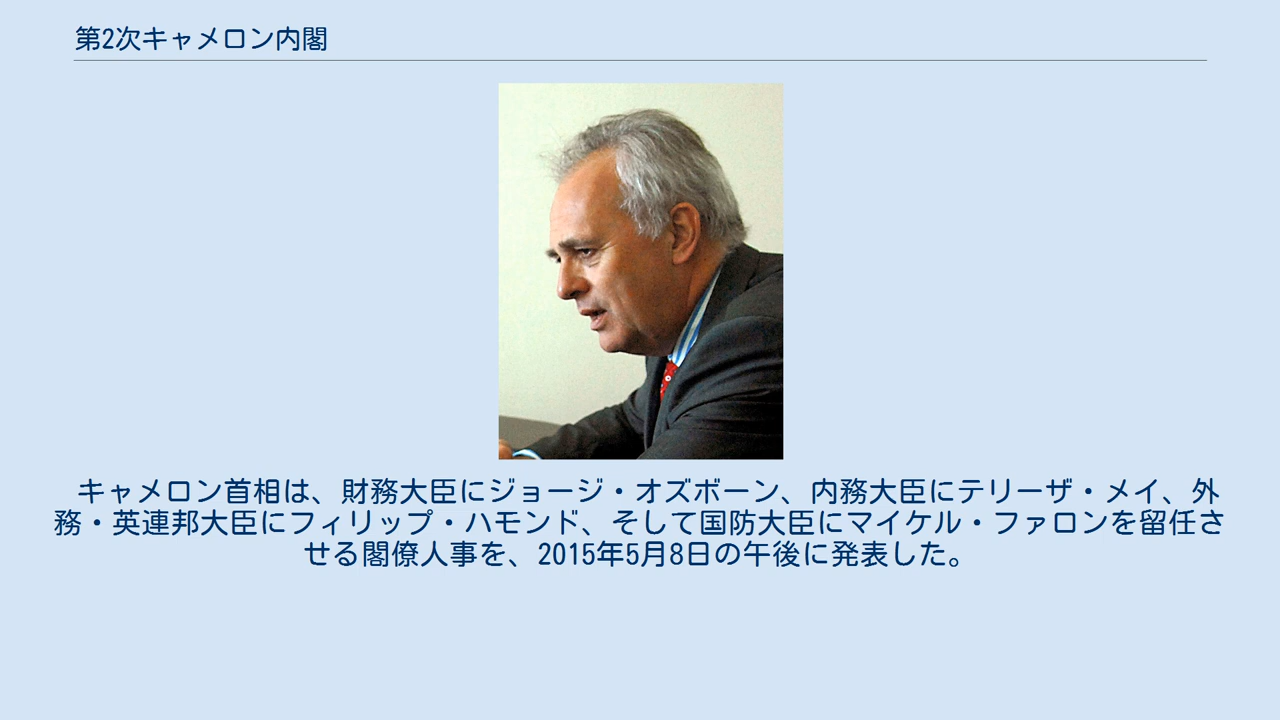 第2次キャメロン内閣
キャメロン首相は、財務大臣にジョージ・オズボーン、内務大臣にテリーザ・メイ、外
務・英連邦大臣にフィリップ・ハモンド、そして国防大臣にマイケル・ファロンを留任さ
せる閣僚人事を、2015年5月8日の午後に発表した。